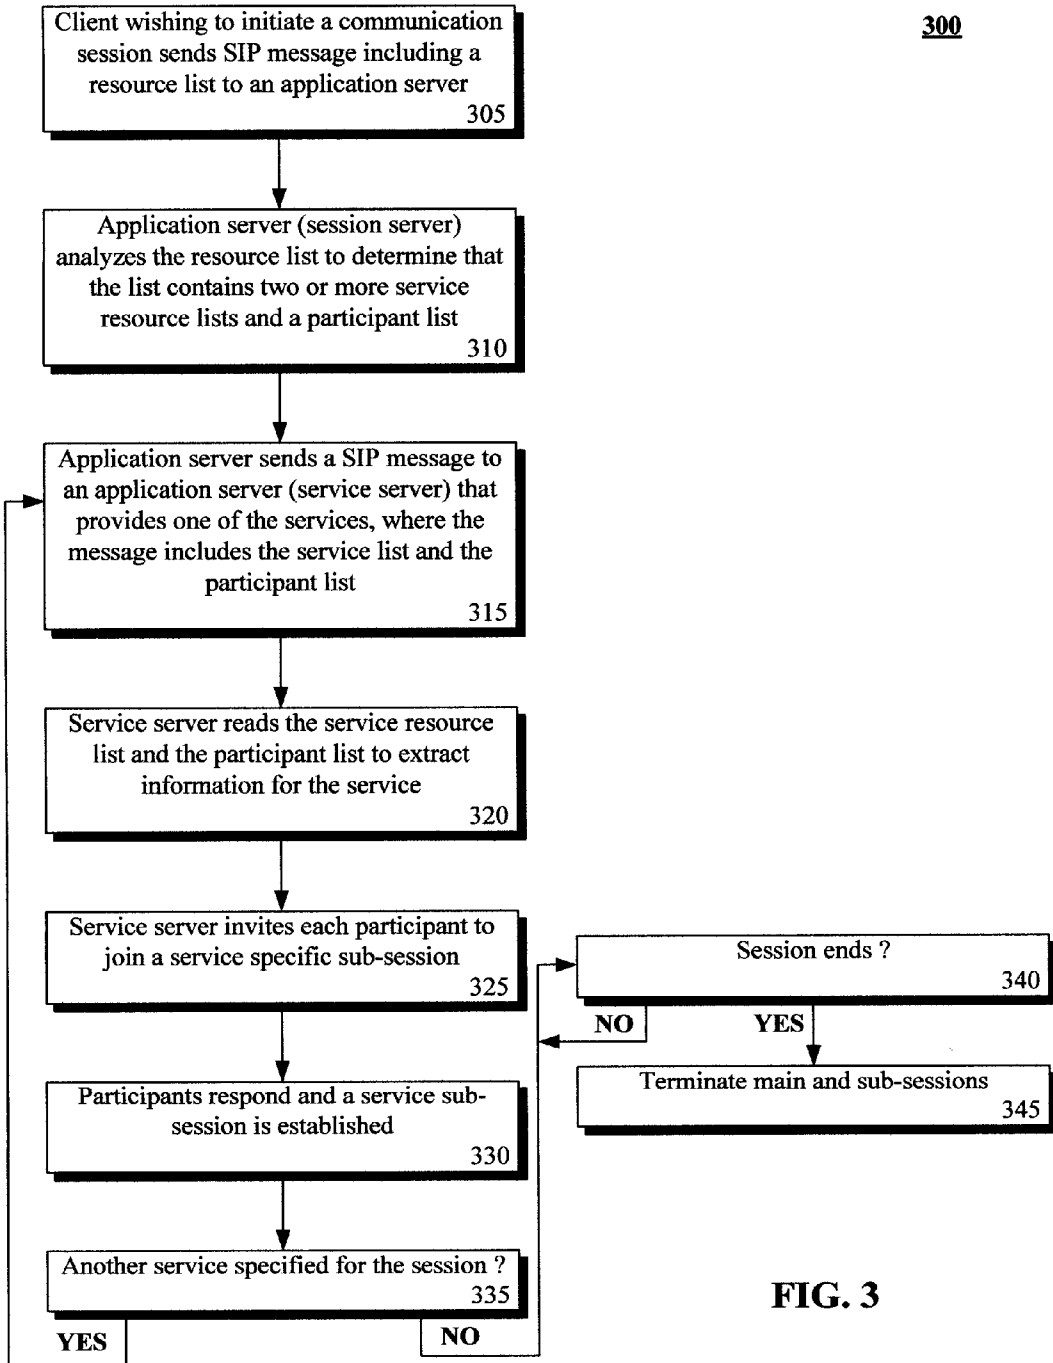 300
Client wishing to initiate a communication
session sends SIP message including a
resource list to an application server
305
Application server (session server)
analyzes the resource list to determine that
the list contains two or more service
resource lists and a participant list
310
Application server sends a SIP message to
an application server (service server) that
provides one of the services, where the
message includes the service list and the
participant list
315
Service server reads the service resource
list and the participant list to extract
information for the service
320
Service server invites each participant to
join a service specific sub-session
325
Participants respond and a service sub-
session is established
330
Another service specified for the session ?
335
YES
NO
Session ends ?
340
NO
YES
Terminate main and sub-sessions
345
FIG. 3